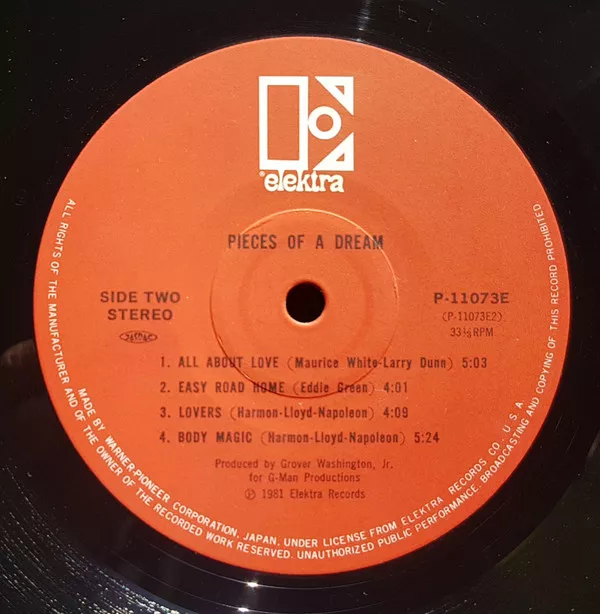 elektra
PIECES OF A DREAM
SIDE TWO
STEREO
JASRAC
P-11073E
(P-11073E2)
33⅓RPM
1. ALL ABOUT LOVE (Maurice White-Larry Dunn) 5:03
2. EASY ROAD HOME (Eddie Green) 4:01
3. LOVERS (Harmon-Lloyd-Napoleon) 4:09
4. BODY MAGIC (Harmon-Lloyd-Napoleon) 5:24
Produced by Grover Washington, Jr.
for G-Man Productions
Ⓟ 1981 Elektra Records
ALL RIGHTS OF THE MANUFACTURER AND OF THE OWNER OF THE RECORDED WORK RESERVED. UNAUTHORIZED PUBLIC PERFORMANCE, BROADCASTING AND COPYING OF THIS RECORD PROHIBITED
MADE BY WARNER-PIONEER CORPORATION, JAPAN, UNDER LICENSE FROM ELEKTRA RECORDS CO., U.S.A.